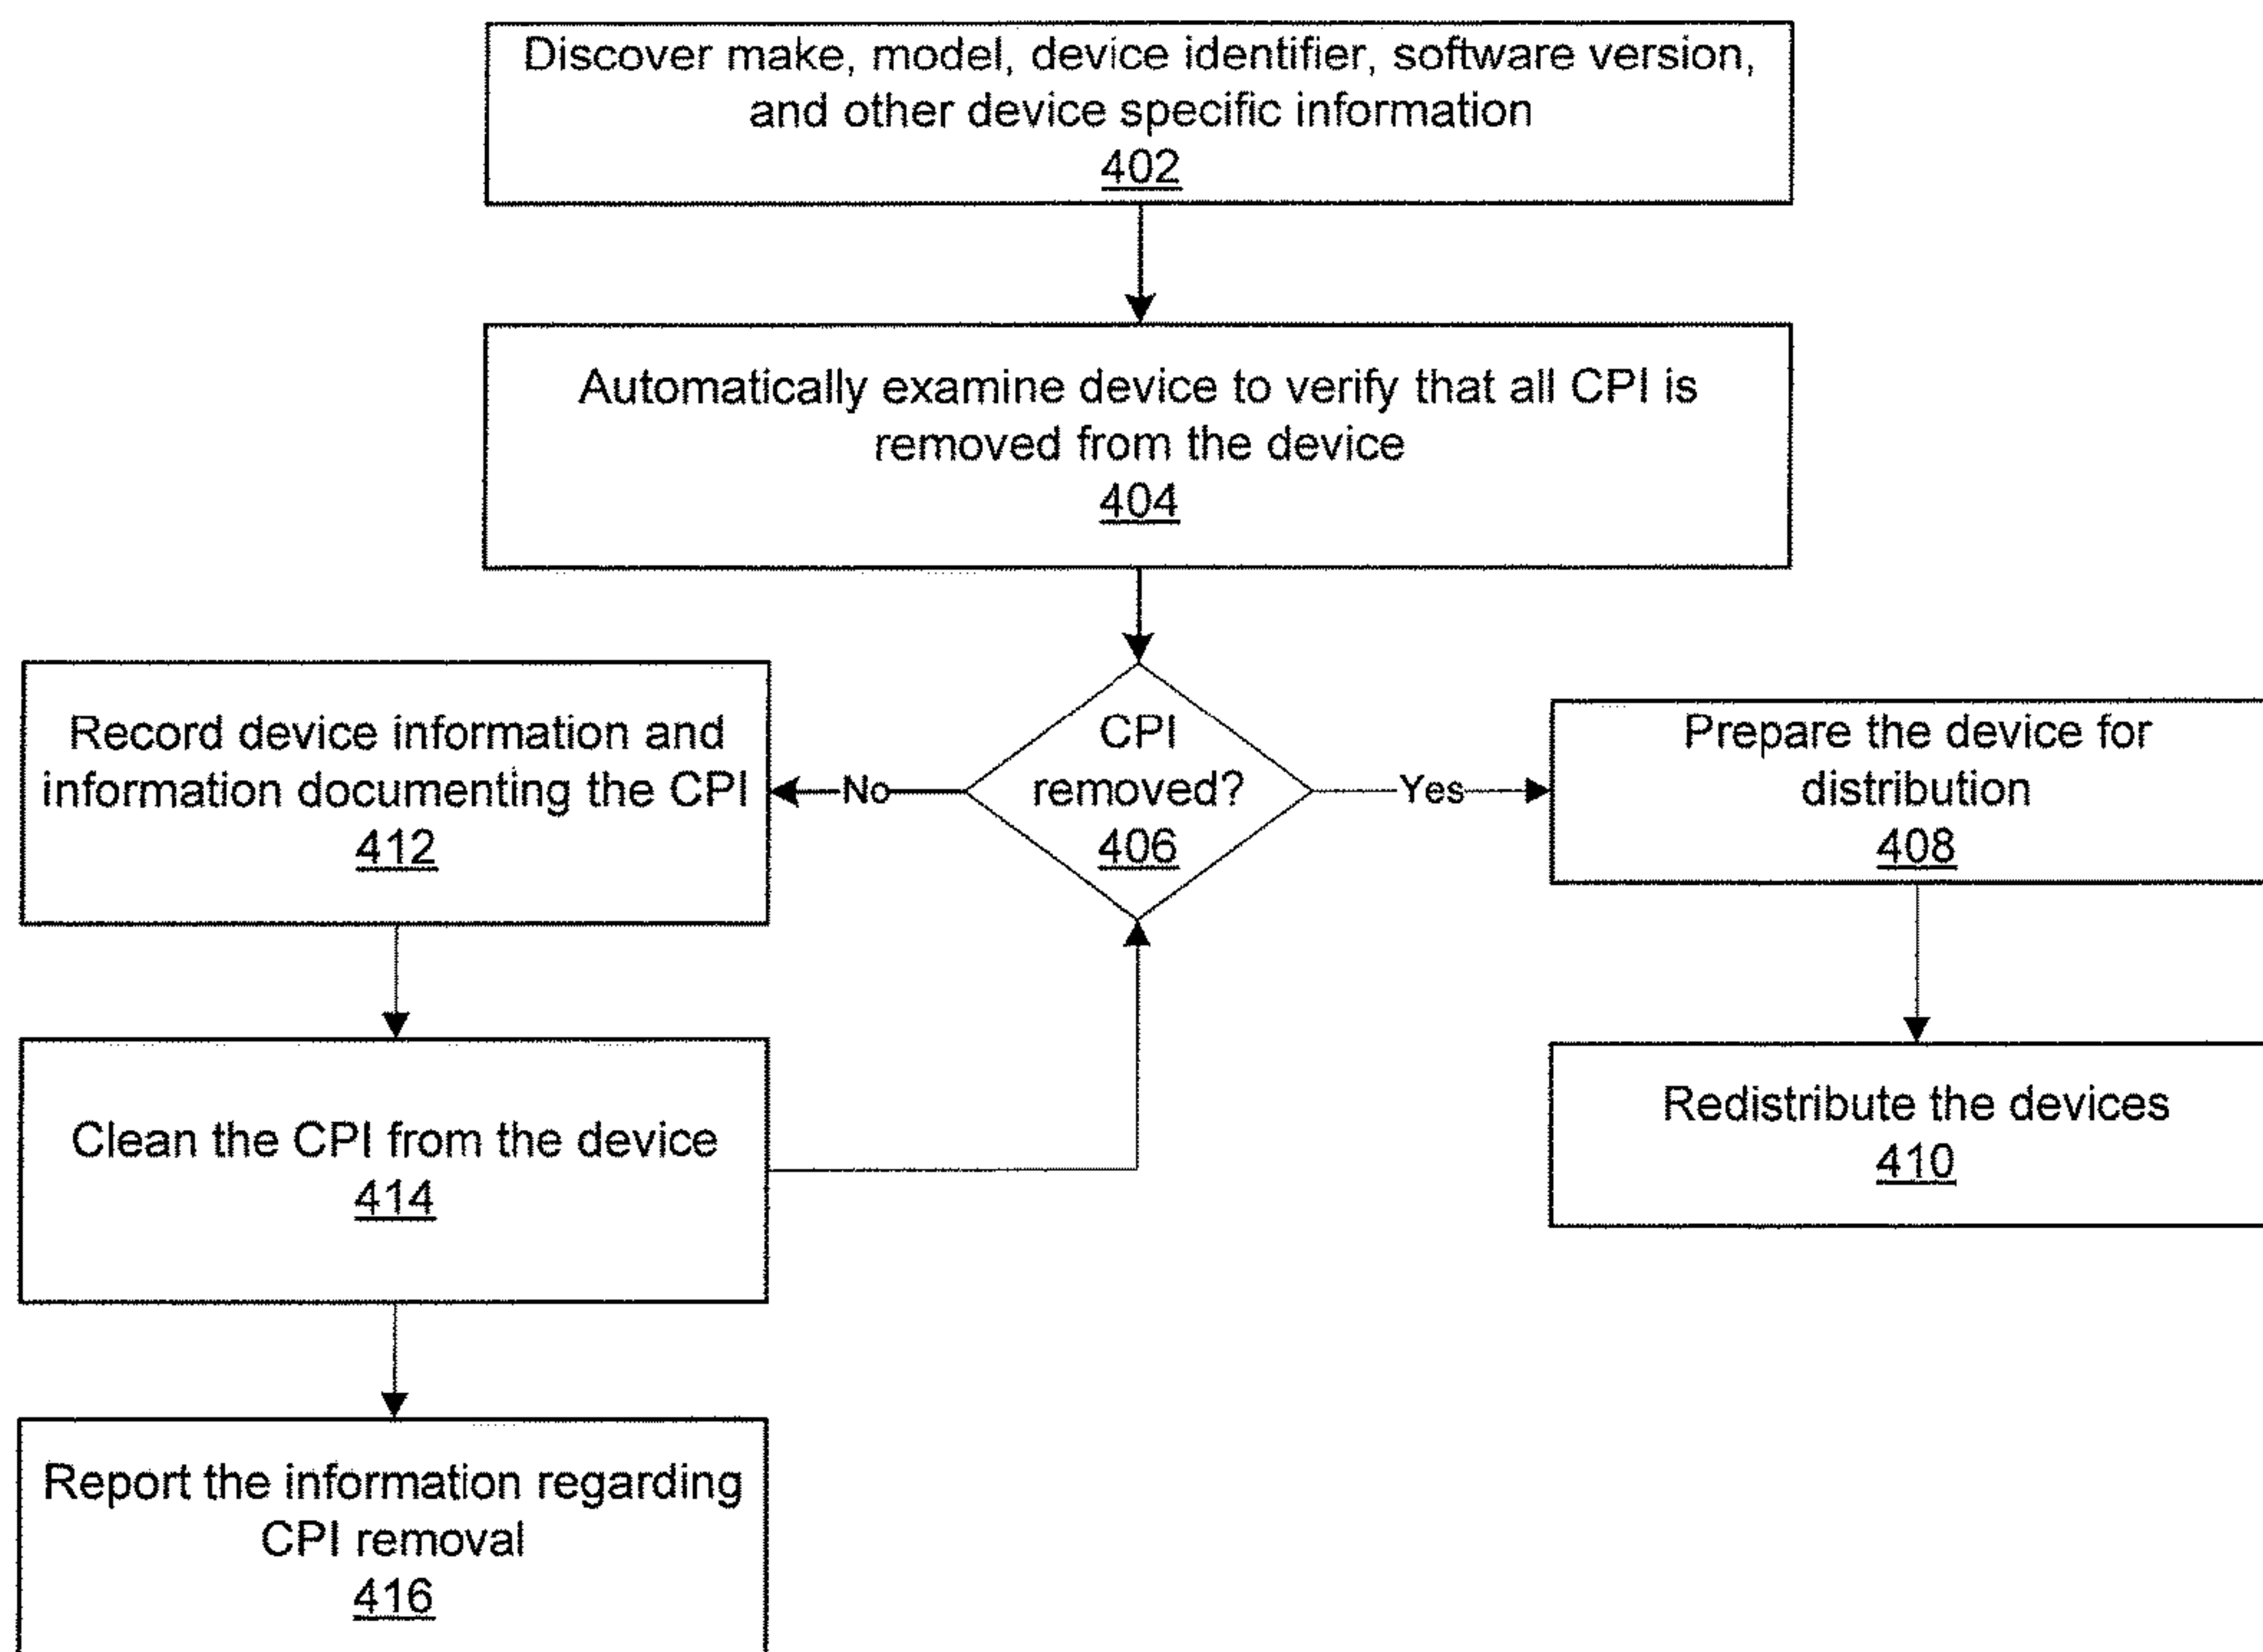 Discover make, model, device identifier, software version,
and other device specific information
402
Automatically examine device to verify that all CPI is
removed from the device
404
Record device information and
information documenting the CPI
412
No
CPI
removed?
406
Yes
Prepare the device for
distribution
408
Clean the CPI from the device
414
Redistribute the devices
410
Report the information regarding
CPI removal
416